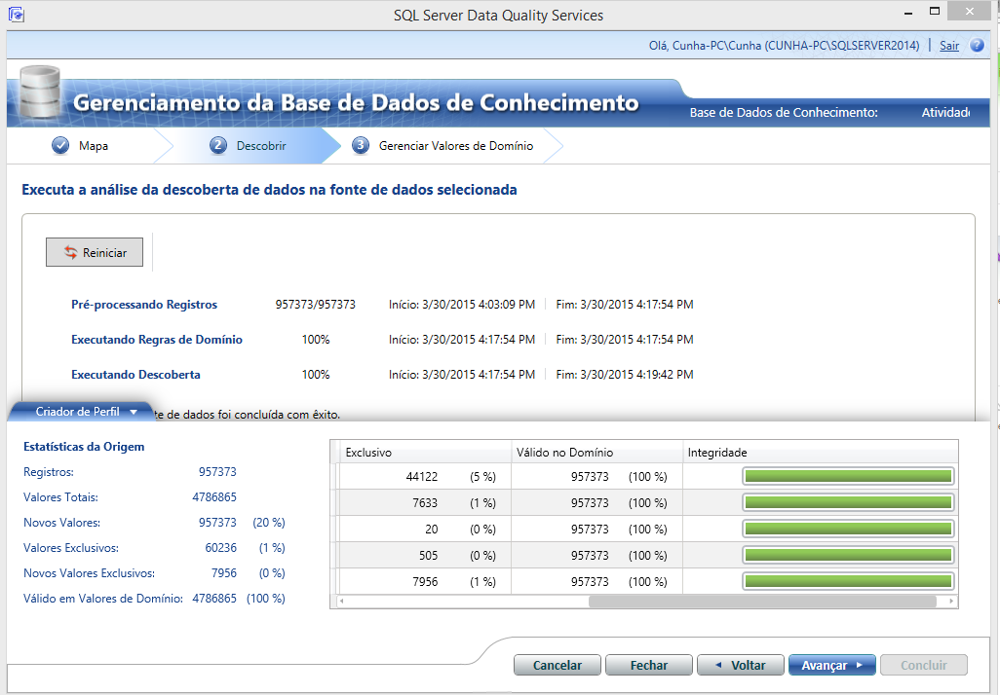 SQL Server Data Quality Services
Olá, Cunha-PC\Cunha (CUNHA-PC\SQLSERVER2014) | Sair
Gerenciamento da Base de Dados de Conhecimento
Base de Dados de Conhecimento: Atividad
Mapa 2 Descobrir 3 Gerenciar Valores de Domínio
Executa a análise da descoberta de dados na fonte de dados selecionada
Reiniciar
Pré-processando Registros 957373/957373 Início: 3/30/2015 4:03:09 PM Fim: 3/30/2015 4:17:54 PM
Executando Regras de Domínio 100% Início: 3/30/2015 4:17:54 PM Fim: 3/30/2015 4:17:54 PM
Executando Descoberta 100% Início: 3/30/2015 4:17:54 PM Fim: 3/30/2015 4:19:42 PM
Criador de Perfil te de dados foi concluída com êxito.
Estatísticas da Origem
Registros: 957373
Valores Totais: 4786865
Novos Valores: 957373 (20 %)
Valores Exclusivos: 60236 (1 %)
Novos Valores Exclusivos: 7956 (0 %)
Válido em Valores de Domínio: 4786865 (100 %)
Exclusivo Válido no Domínio Integridade
44122 (5 %) 957373 (100 %)
7633 (1 %) 957373 (100 %)
20 (0 %) 957373 (100 %)
505 (0 %) 957373 (100 %)
7956 (1 %) 957373 (100 %)
Cancelar Fechar Voltar Avançar Concluir